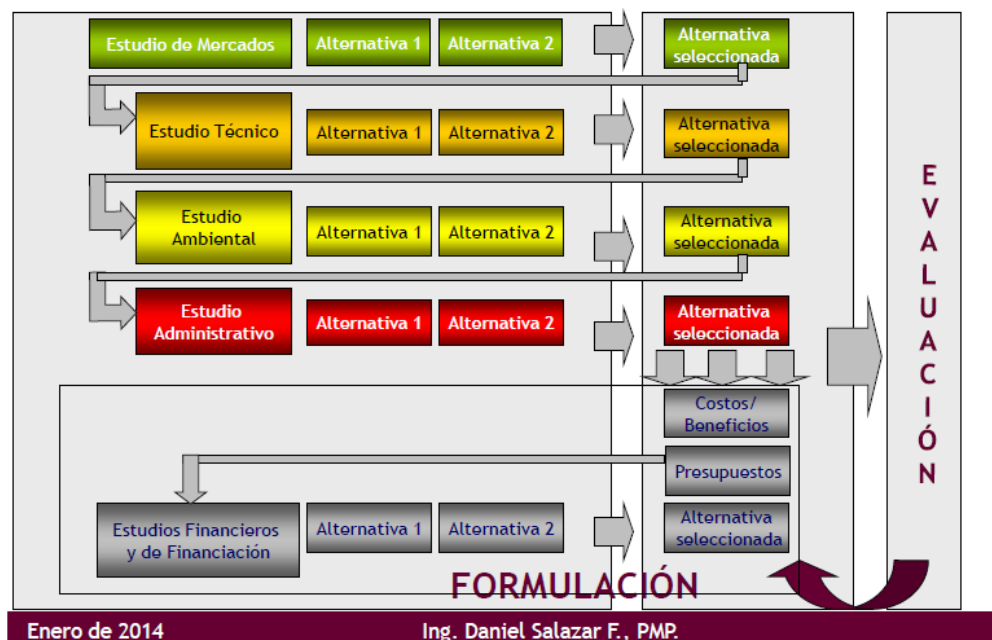 Estudio de Mercados
Alternativa 1
Alternativa 2
Alternativa
seleccionada
Estudio Técnico
Alternativa 1
Alternativa 2
Alternativa
seleccionada
Estudio
Ambiental
Alternativa 1
Alternativa 2
Alternativa
seleccionada
Estudio
Administrativo
Alternativa 1
Alternativa 2
Alternativa
seleccionada
Costos/
Beneficios
Presupuestos
Estudios Financieros
y de Financiación
Alternativa 1
Alternativa 2
Alternativa
seleccionada
FORMULACIÓN
EVALUACIÓN
Enero de 2014
Ing. Daniel Salazar F., PMP.